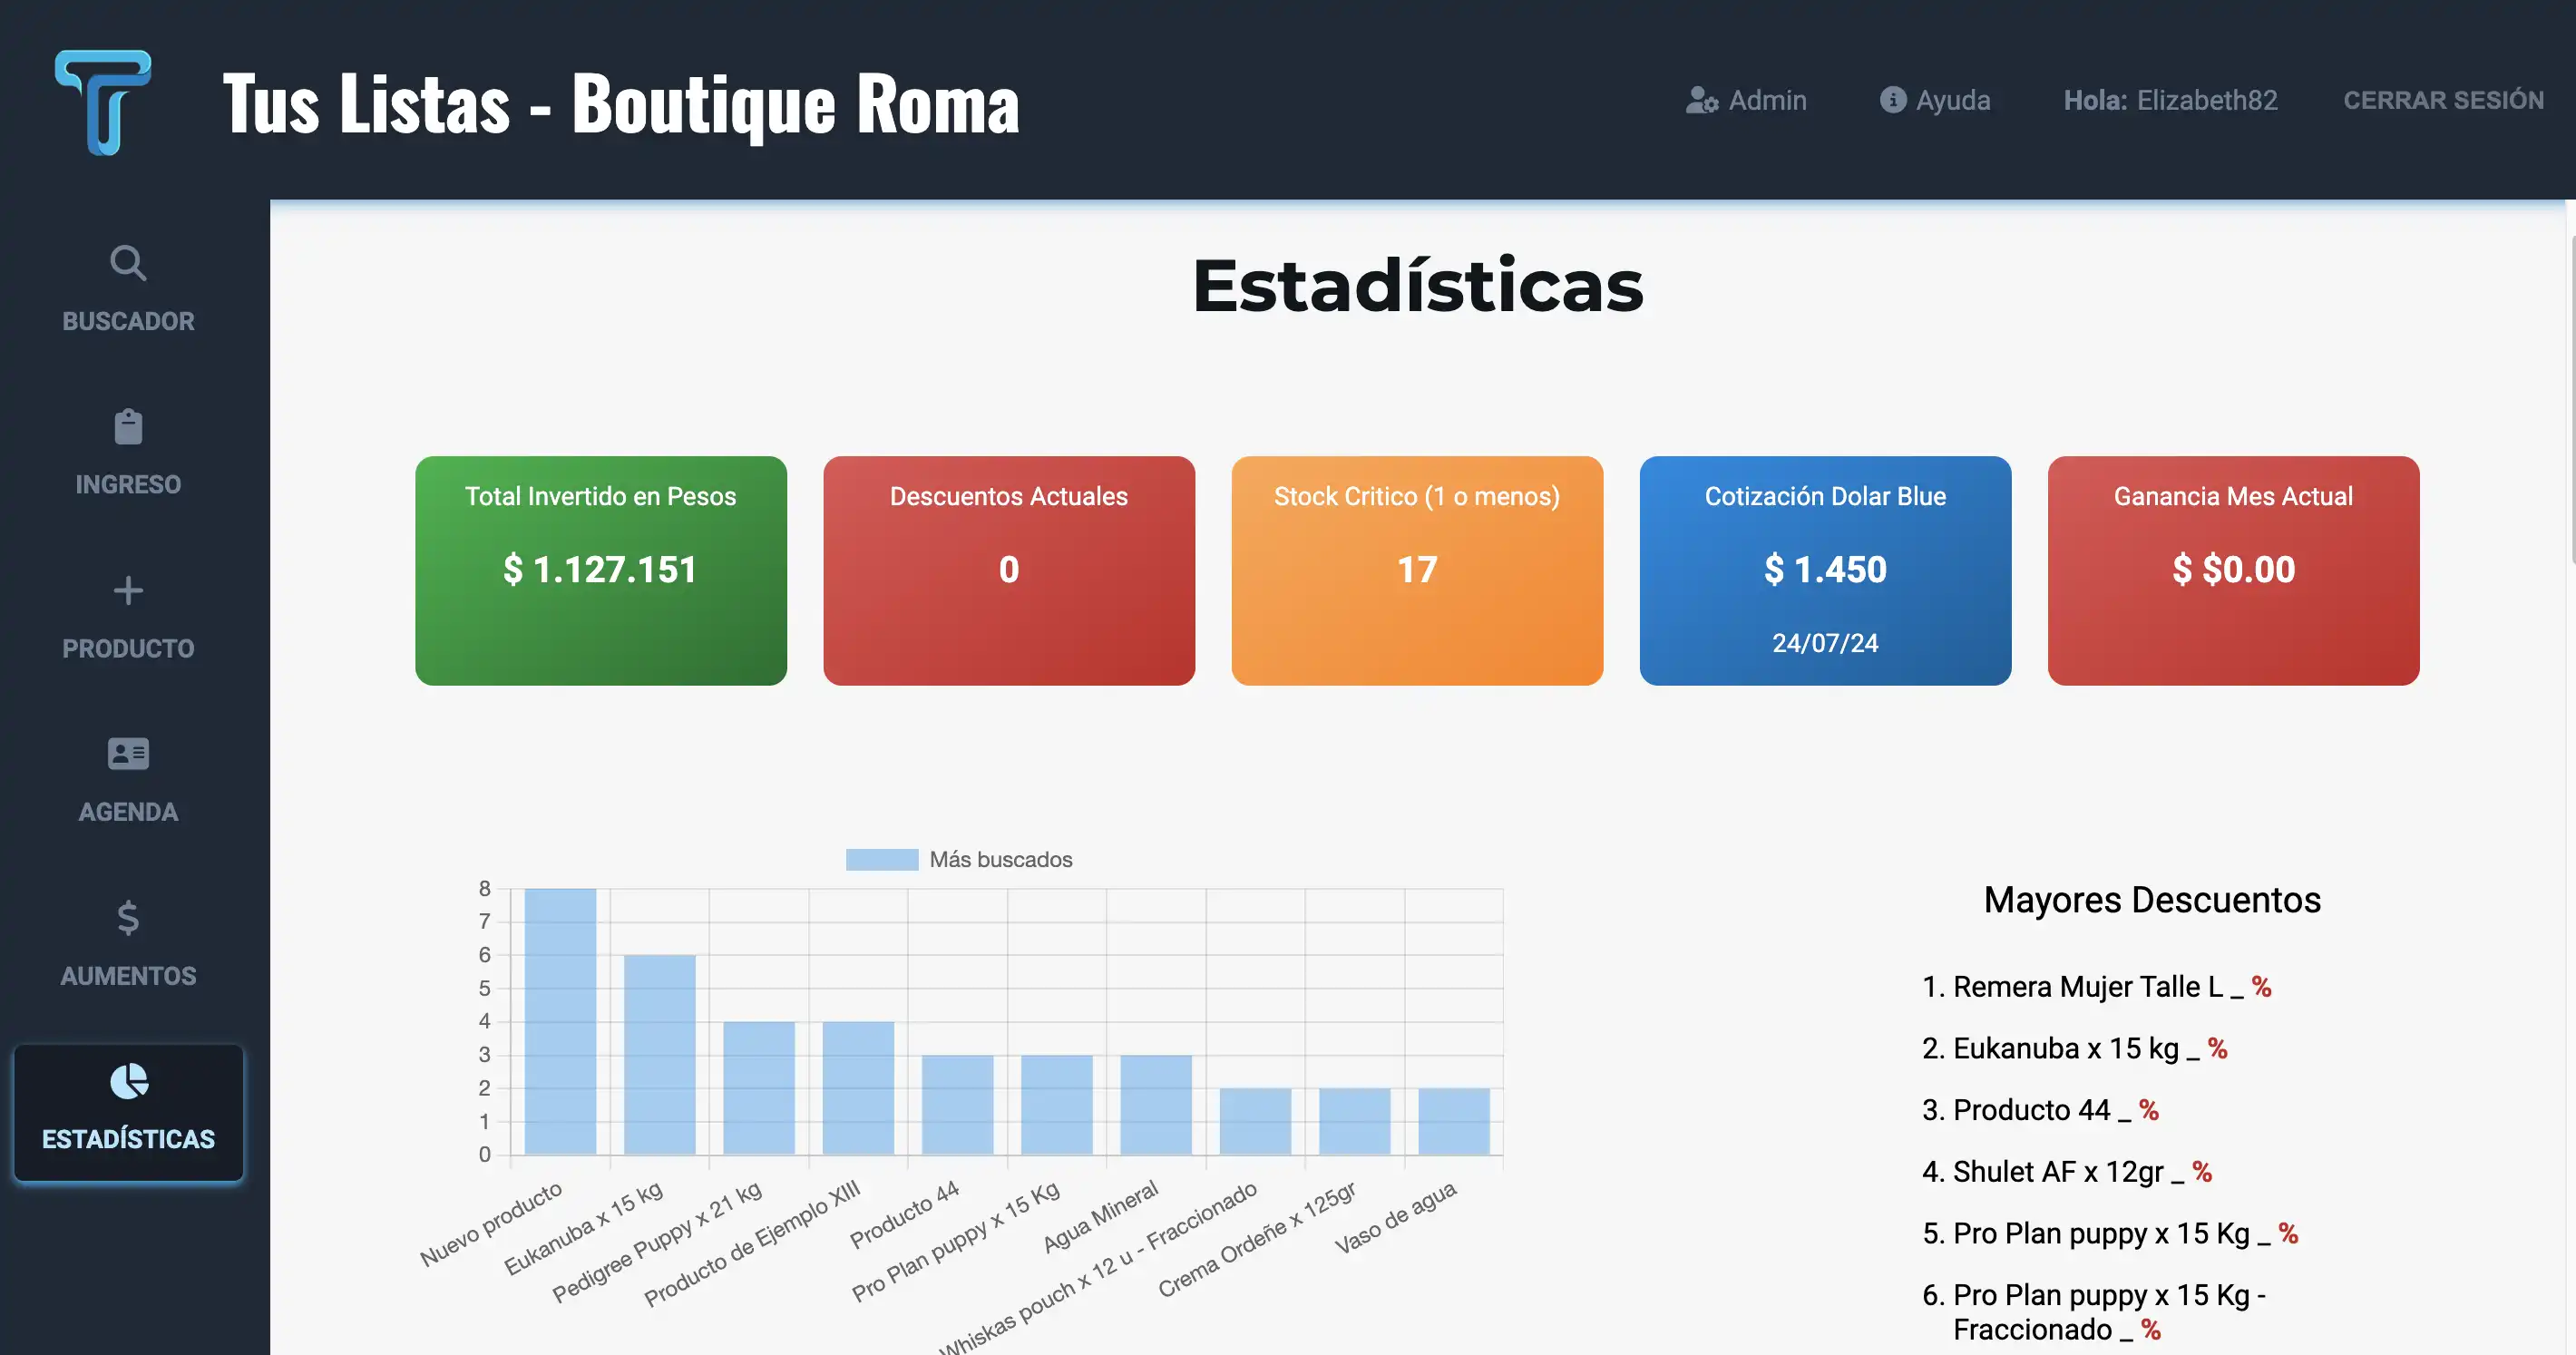 Tus Listas - Boutique Roma
Admin
Ayuda
Hola: Elizabeth82
CERRAR SESIÓN
BUSCADOR
INGRESO
PRODUCTO
AGENDA
AUMENTOS
ESTADÍSTICAS
Estadísticas
Total Invertido en Pesos
$ 1.127.151
Descuentos Actuales
0
Stock Critico (1 o menos)
17
Cotización Dolar Blue
$ 1.450
24/07/24
Ganancia Mes Actual
$ $0.00
Más buscados
8
7
6
5
4
3
2
1
0
Nuevo producto
Eukanuba x 15 kg
Pedigree Puppy x 21 kg
Producto de Ejemplo XIII
Producto 44
Pro Plan puppy x 15 Kg
Agua Mineral
Whiskas pouch x 12 u - Fraccionado
Crema Ordeñe x 125gr
Vaso de agua
Mayores Descuentos
1. Remera Mujer Talle L _ %
2. Eukanuba x 15 kg _ %
3. Producto 44 _ %
4. Shulet AF x 12gr _ %
5. Pro Plan puppy x 15 Kg _ %
6. Pro Plan puppy x 15 Kg -
Fraccionado _ %